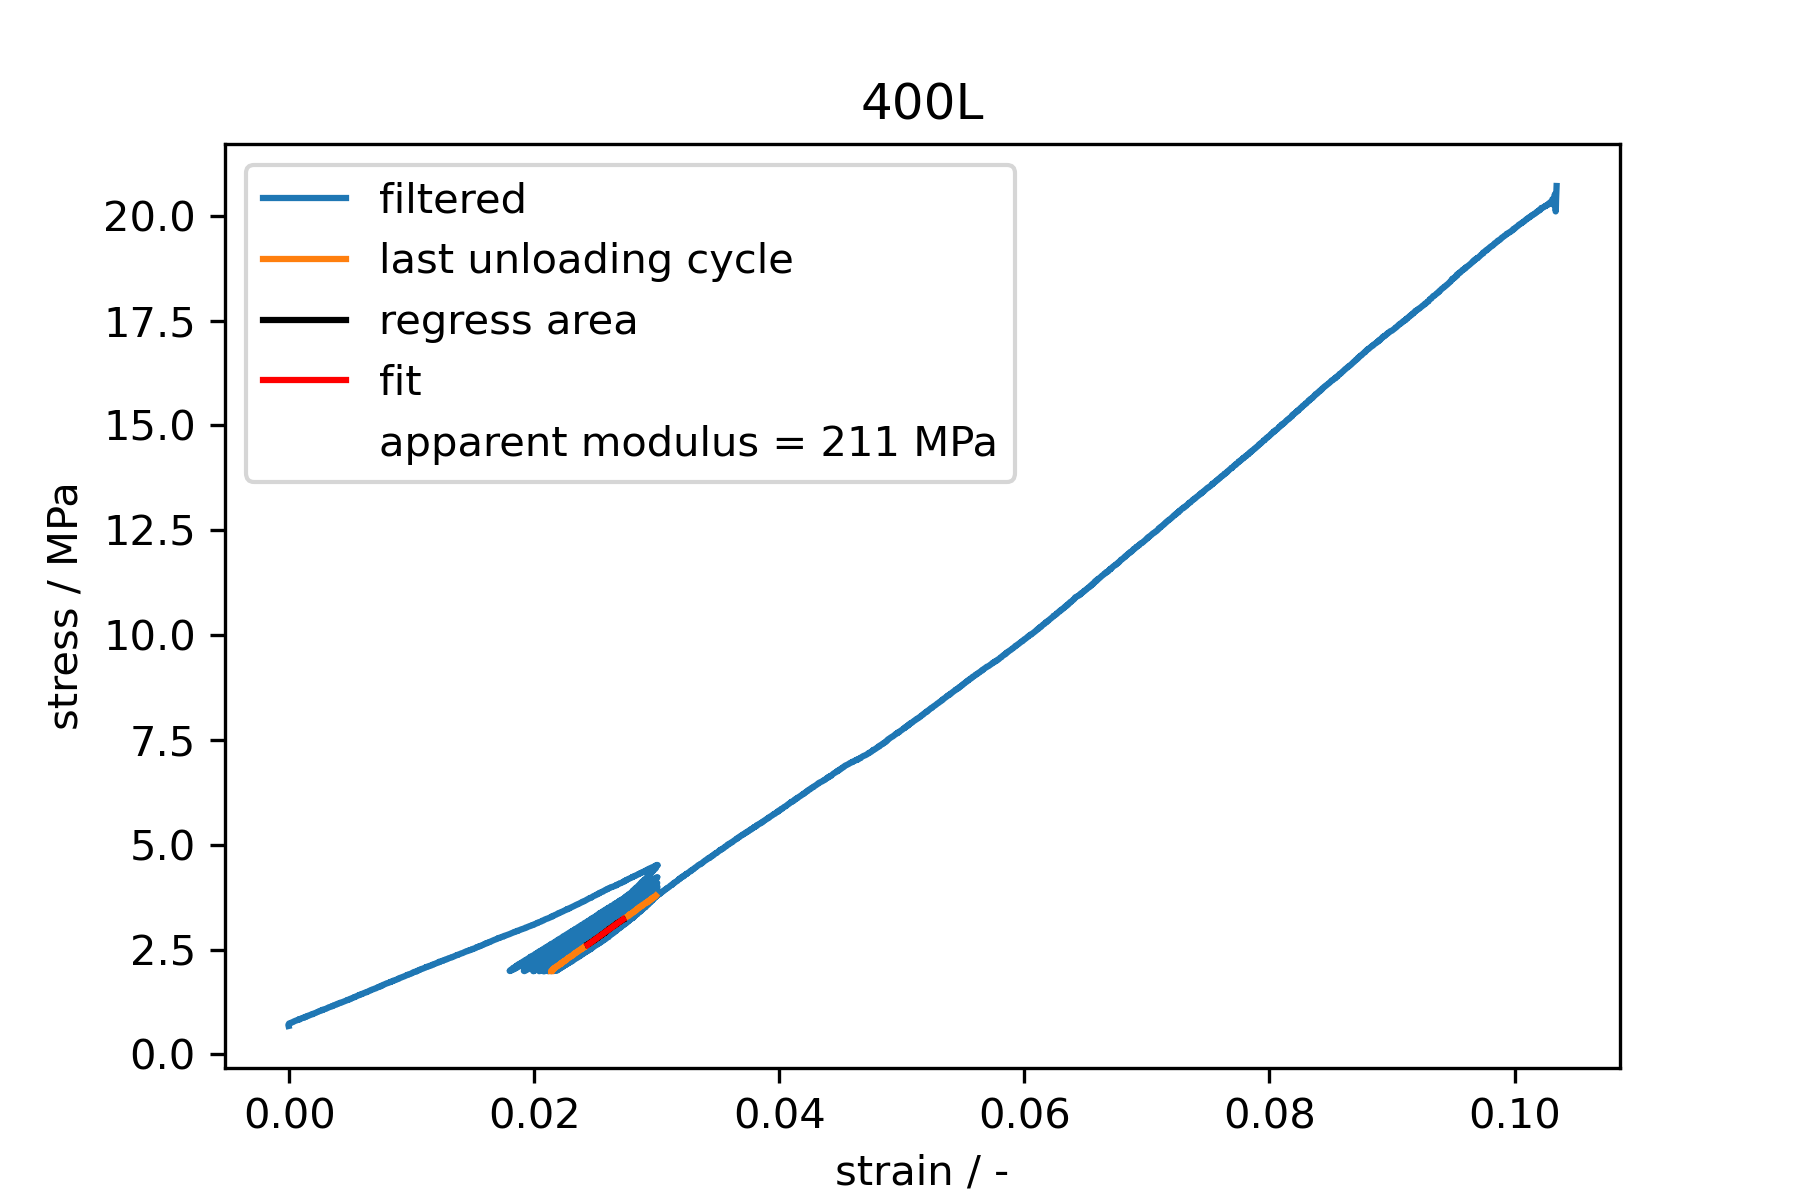 400L
filtered
last unloading cycle
regress area
fit
apparent modulus = 211 MPa
stress / MPa
20.0
17.5
15.0
12.5
10.0
7.5
5.0
2.5
0.0
0.00 0.02 0.04 0.06 0.08 0.10
strain / -